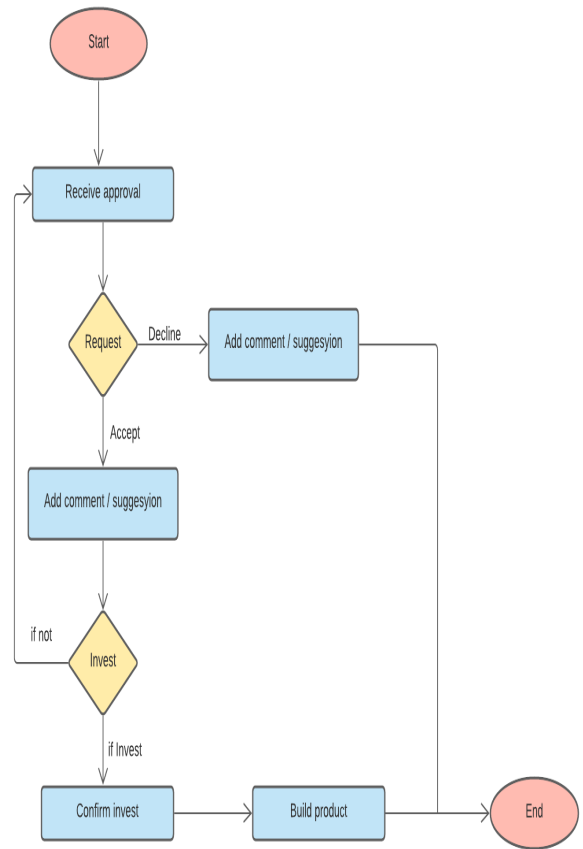 Start
Receive approval
Request
Decline
Add comment / suggesyion
Accept
Add comment / suggesyion
if not
Invest
if Invest
Confirm invest
Build product
End